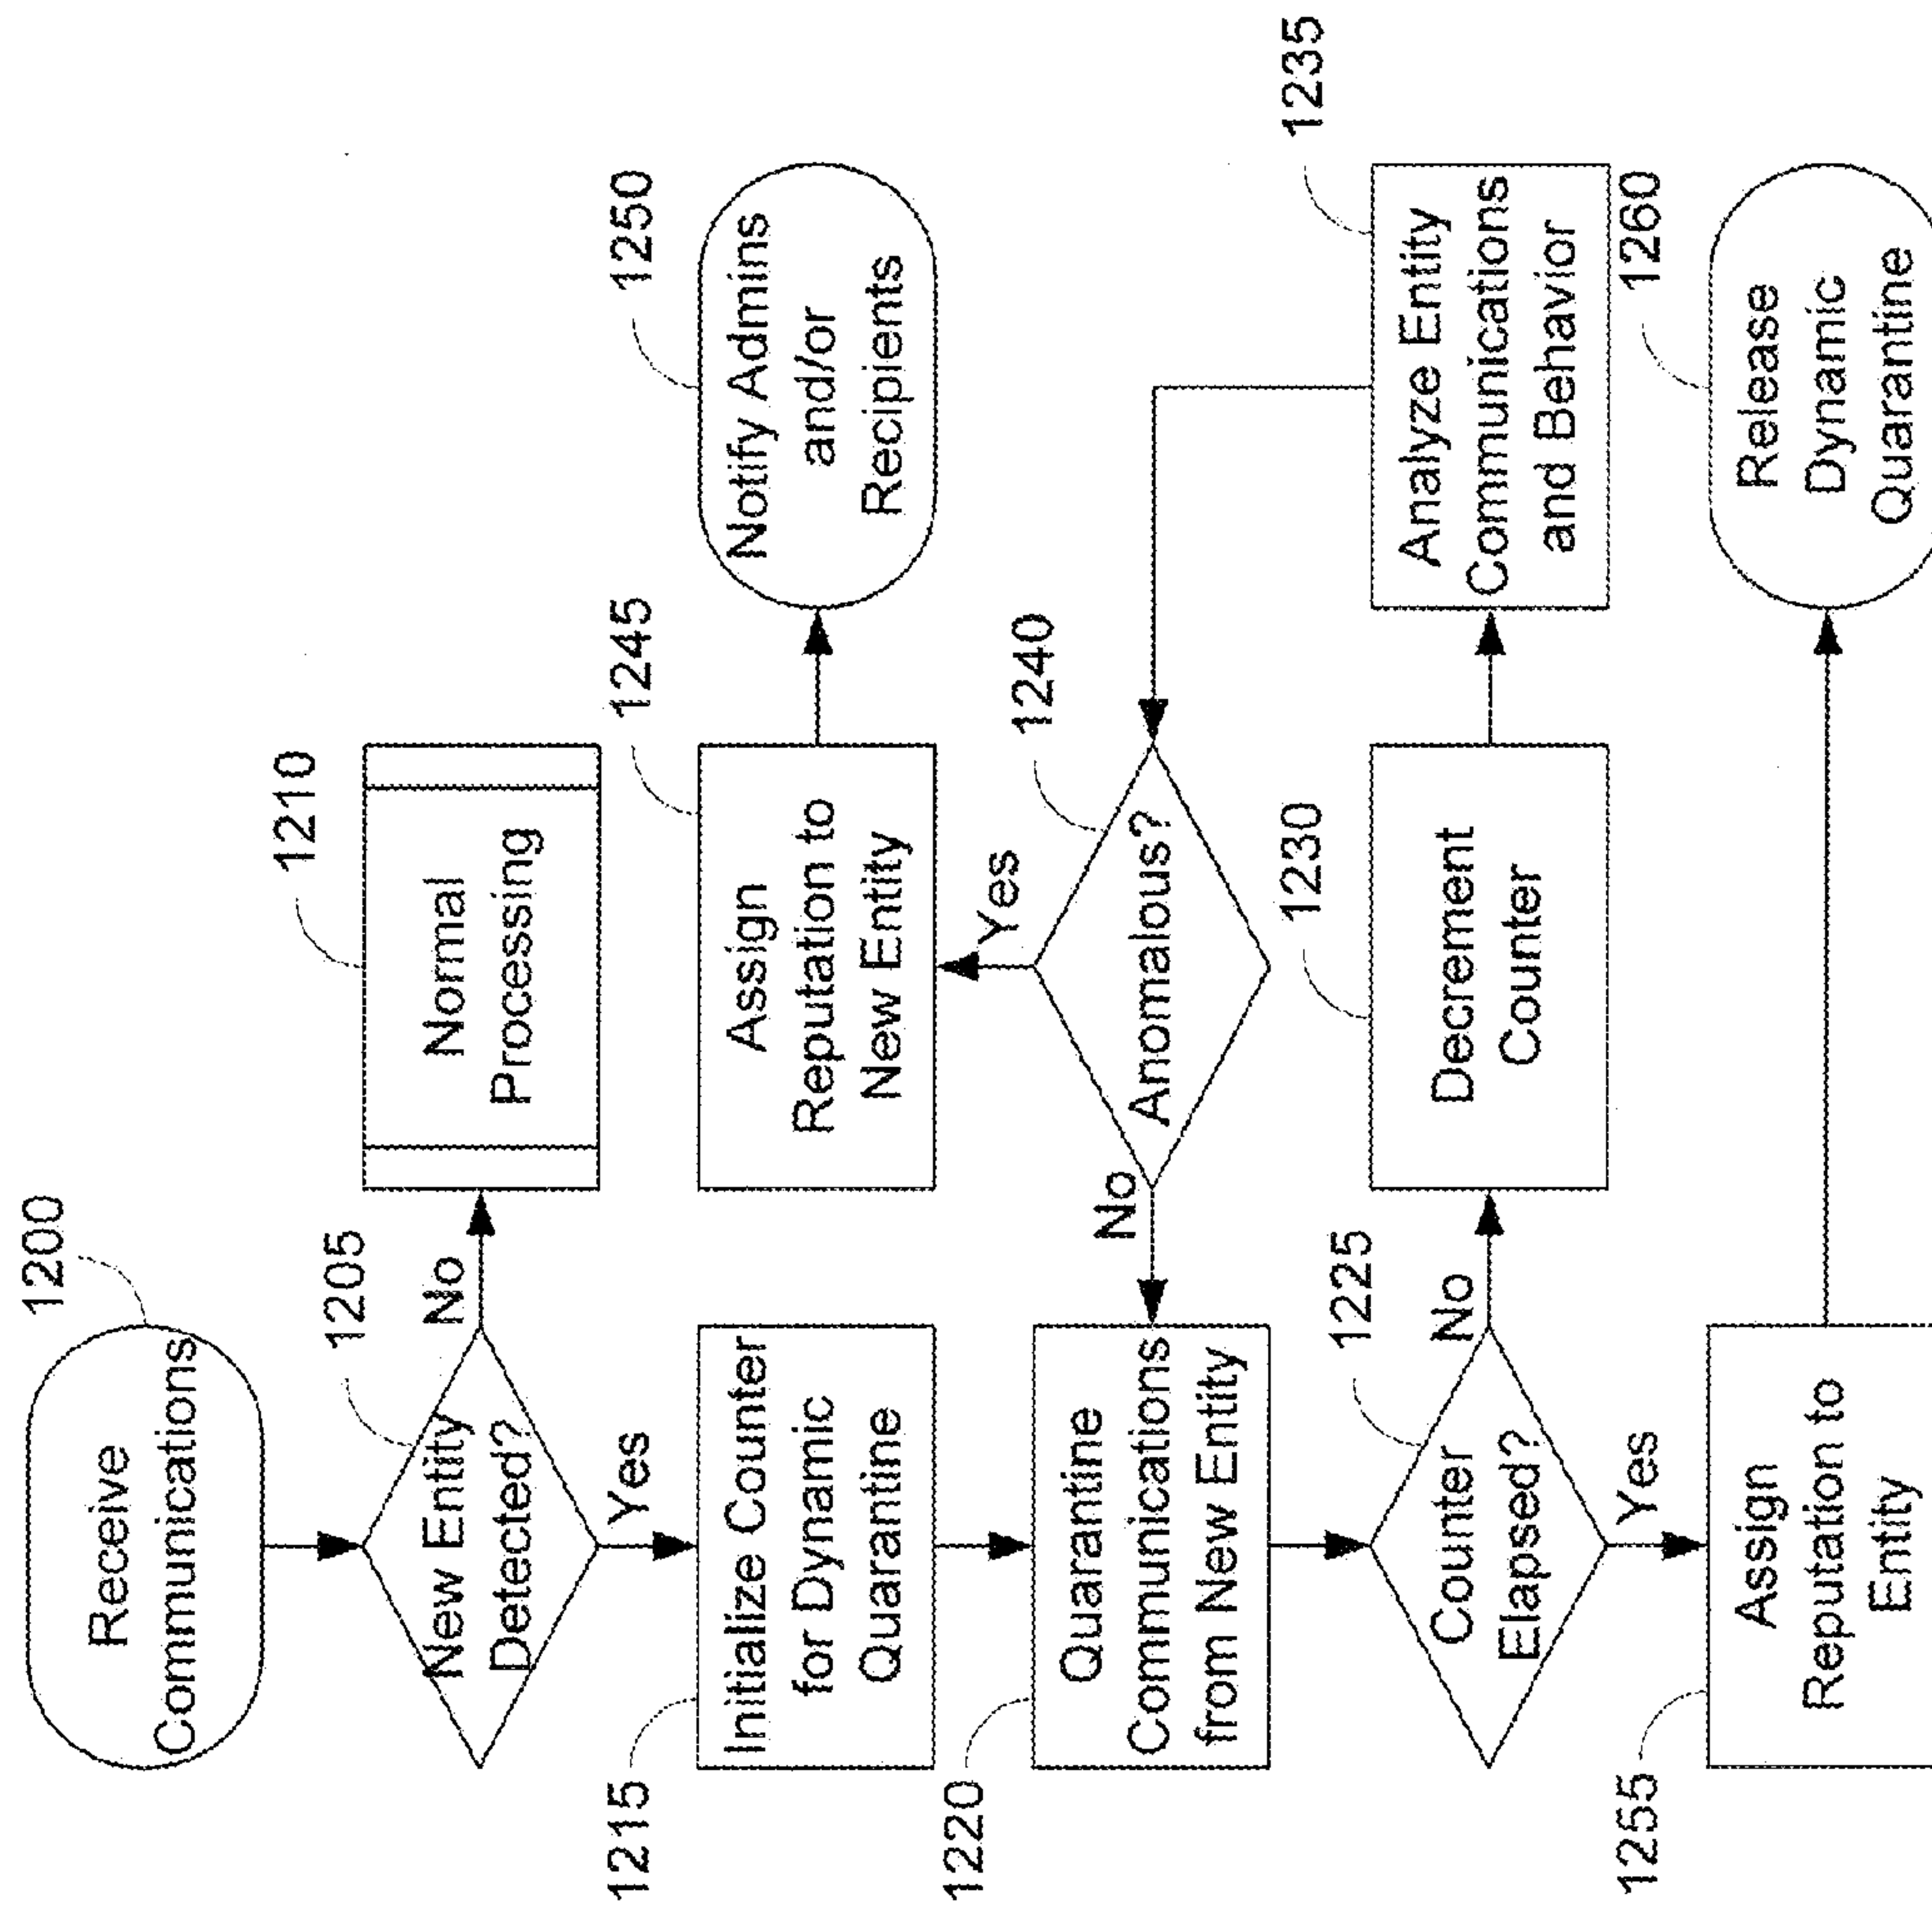 1200
Receive
Communications
1205
New Entity
Detected?
No
Yes
1210
Normal
Processing
1215
Initialize Counter
for Dynamic
Quarantine
1245
Assign
Reputation to
New Entity
1250
Notify Admins
and/or
Recipients
1220
Quarantine
Communications
from New Entity
No
1240
Anomalous?
Yes
1225
Counter
Elapsed?
No
Yes
1230
Decrement
Counter
1235
Analyze Entity
Communications
and Behavior
1255
Assign
Reputation to
Entity
1260
Release
Dynamic
Quarantine